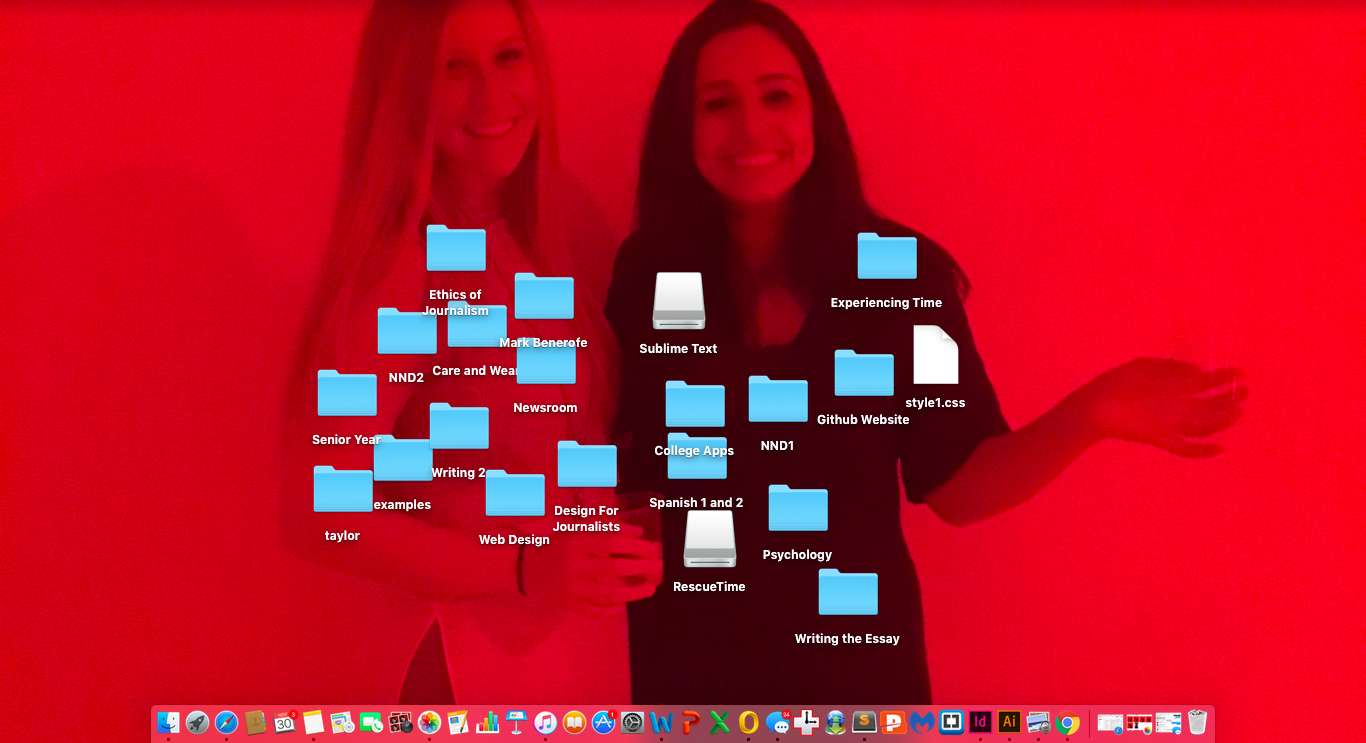 Ethics of
Journalism
Experiencing Time
Mark Benerofe
Sublime Text
NND2
Care and Wear
Newsroom
style1.css
Github Website
Senior Year
College Apps
NND1
Writing 2
examples
Spanish 1 and 2
Design For
Journalists
taylor
Web Design
Psychology
RescueTime
Writing the Essay
30
Id
Ai